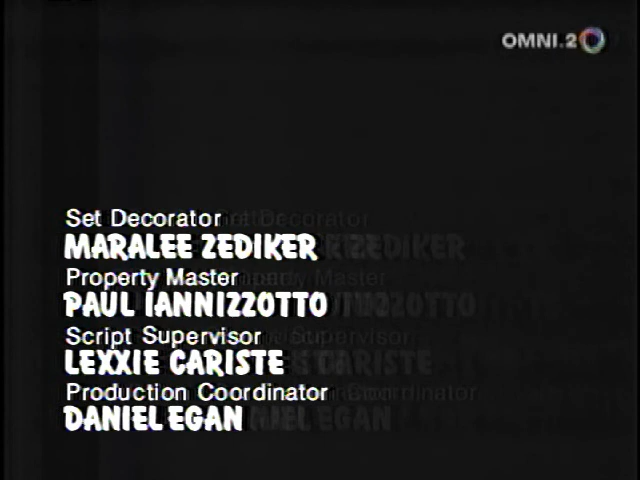 OMNI.2
Set Decorator
MARALEE ZEDIKER
Property Master
PAUL IANNIZZOTTO
Script Supervisor
LEXXIE CARISTE
Production Coordinator
DANIEL EGAN